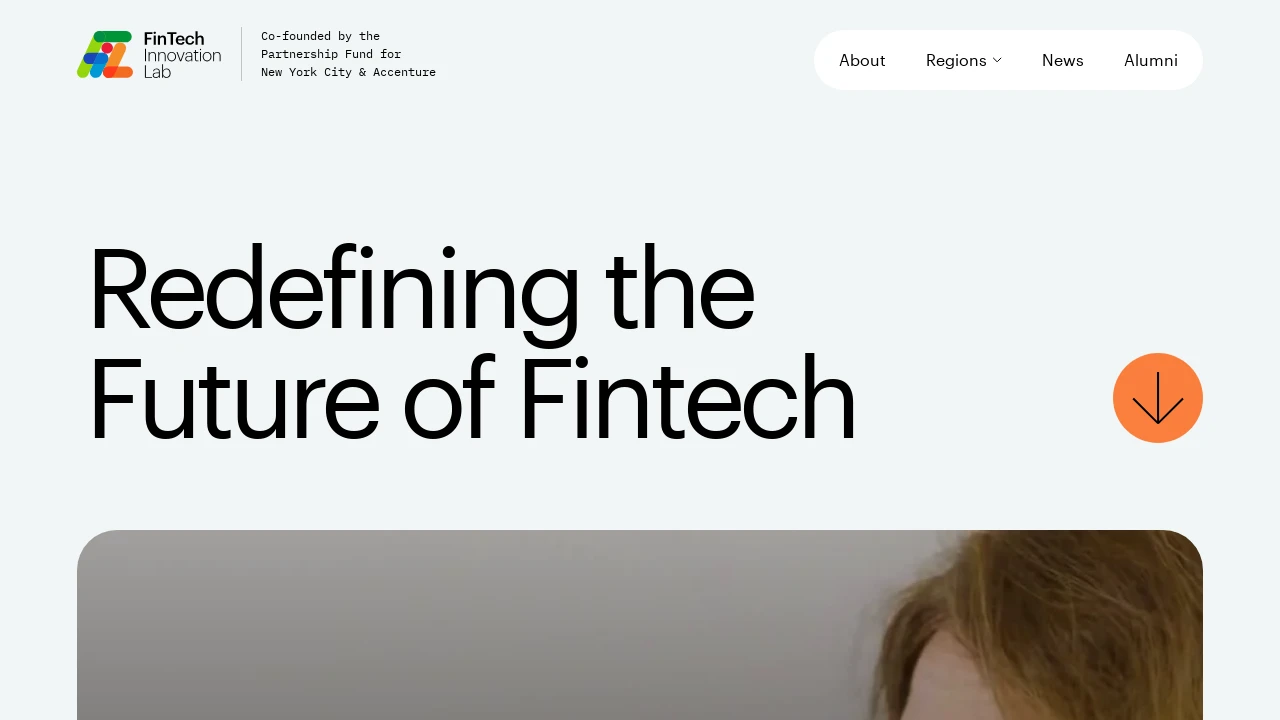 FinTech
Innovation
Lab
Co-founded by the
Partnership Fund for
New York City & Accenture
About
Regions
News
Alumni
Redefining the
Future of Fintech